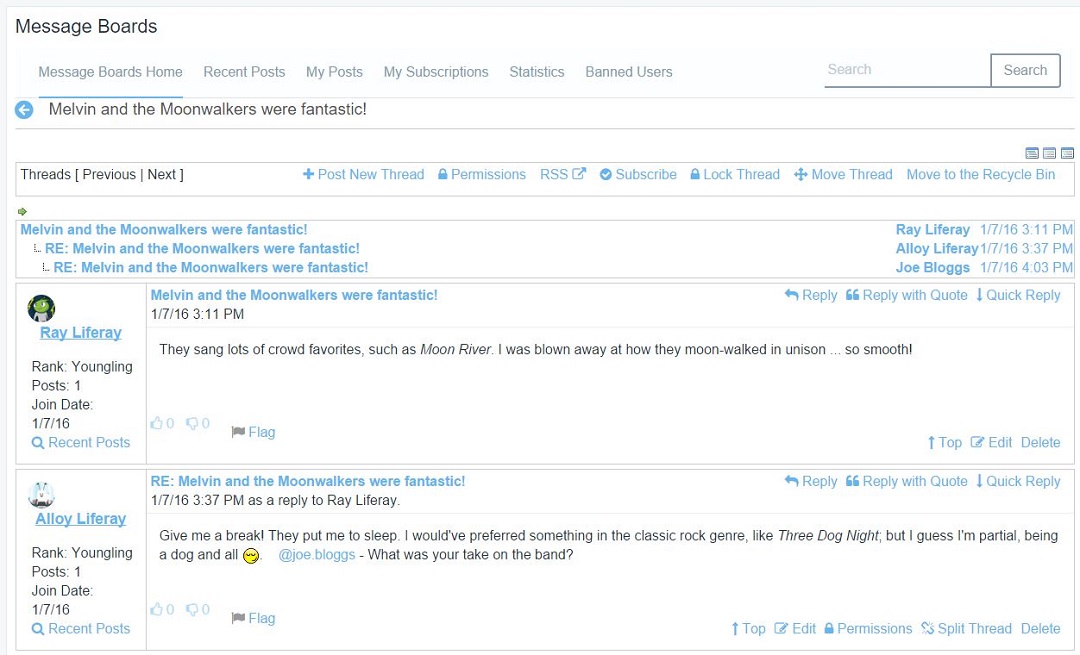 Message Boards
Message Boards Home Recent Posts My Posts My Subscriptions Statistics Banned Users Search Search
Melvin and the Moonwalkers were fantastic!
Threads [ Previous | Next ] Post New Thread Permissions RSS Subscribe Lock Thread Move Thread Move to the Recycle Bin
Melvin and the Moonwalkers were fantastic! Ray Liferay 1/7/16 3:11 PM
RE: Melvin and the Moonwalkers were fantastic! Alloy Liferay 1/7/16 3:37 PM
RE: Melvin and the Moonwalkers were fantastic! Joe Bloggs 1/7/16 4:03 PM
Melvin and the Moonwalkers were fantastic! Reply Reply with Quote Quick Reply
1/7/16 3:11 PM
Ray Liferay
Rank: Youngling
Posts: 1
Join Date:
1/7/16
Recent Posts
They sang lots of crowd favorites, such as Moon River. I was blown away at how they moon-walked in unison ... so smooth!
0 0 Flag
Top Edit Delete
RE: Melvin and the Moonwalkers were fantastic! Reply Reply with Quote Quick Reply
1/7/16 3:37 PM as a reply to Ray Liferay.
Alloy Liferay
Rank: Youngling
Posts: 1
Join Date:
1/7/16
Recent Posts
Give me a break! They put me to sleep. I would've preferred something in the classic rock genre, like Three Dog Night; but I guess I'm partial, being
a dog and all . @joe.bloggs - What was your take on the band?
0 0 Flag
Top Edit Permissions Split Thread Delete